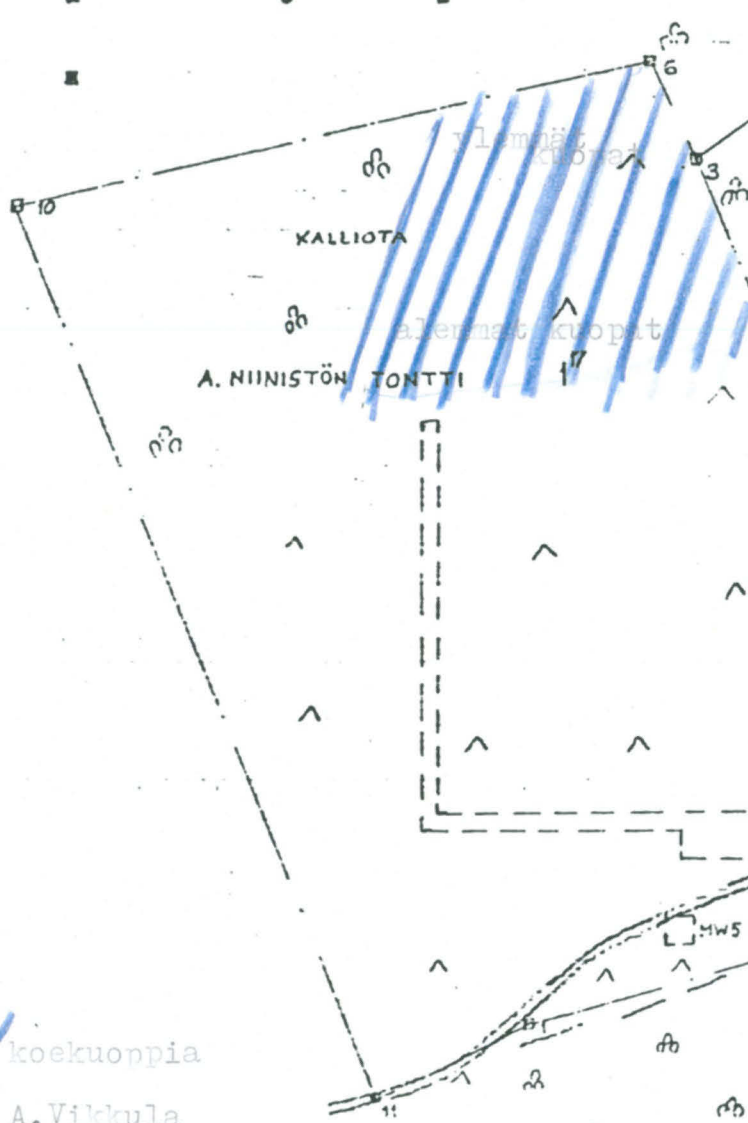 6
ylemmät
kuopat
3
10
KALLIOTA
alemmat kuopat
A. NIINISTÖN TONTTI
17
MW5
koekuoppia
A. Vikkula
11